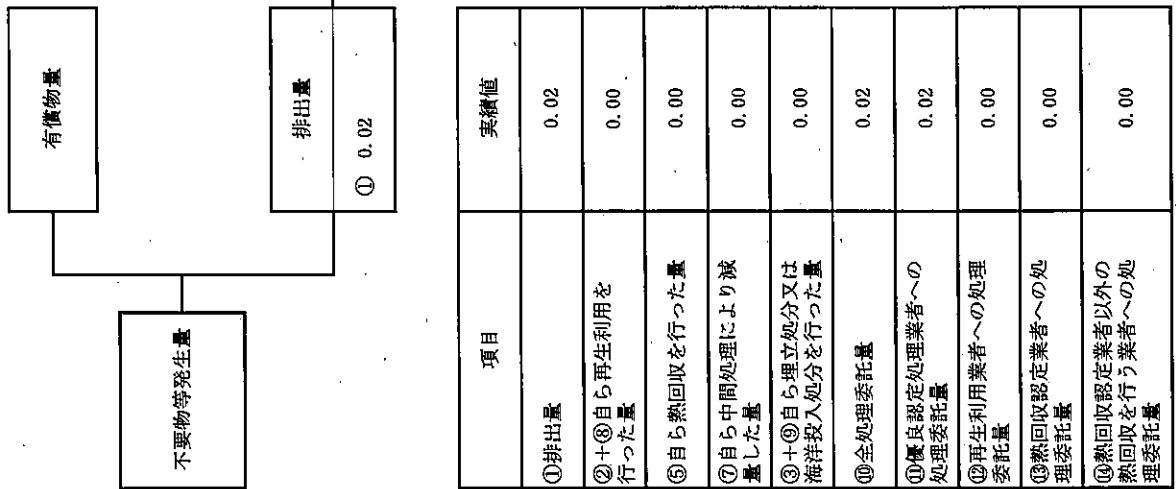 不要物等発生量
有償物量
排出量
① 0.02
項目
実績値
①排出量
0.02
②+⑧自ら再生利用を
行った量
0.00
⑤自ら熱回収を行った量
0.00
⑦自ら中間処理により減
量した量
0.00
③+⑨自ら埋立処分又は
海洋投入処分を行った量
0.00
⑩全処理委託量
0.02
⑪優良認定処理業者への
処理委託量
0.02
⑫再生利用業者への処理
委託量
0.00
⑬熱回収認定業者への処
理委託量
0.00
⑭熱回収認定業者以外の
熱回収を行う業者への処
理委託量
0.00